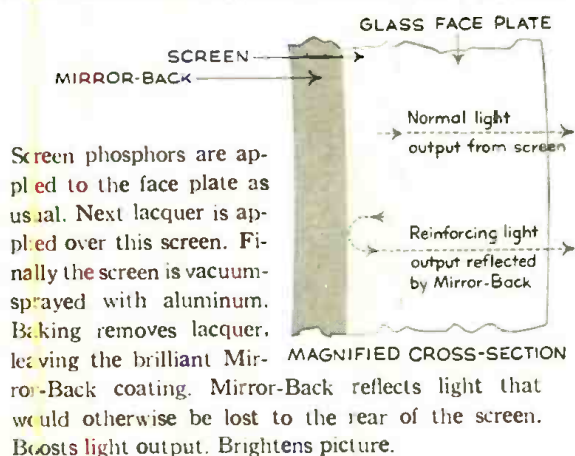 GLASS FACE PLATE
SCREEN
MIRROR-BACK
Normal light
output from screen
Reinforcing light
output reflected
by Mirror-Back
MAGNIFIED CROSS-SECTION
Screen phosphors are ap-
plied to the face plate as
usual. Next lacquer is ap-
plied over this screen. Fi-
nally the screen is vacuum-
sprayed with aluminum.
Baking removes lacquer,
leaving the brilliant Mir-
ror-Back coating. Mirror-Back reflects light that
would otherwise be lost to the rear of the screen.
Boosts light output. Brightens picture.